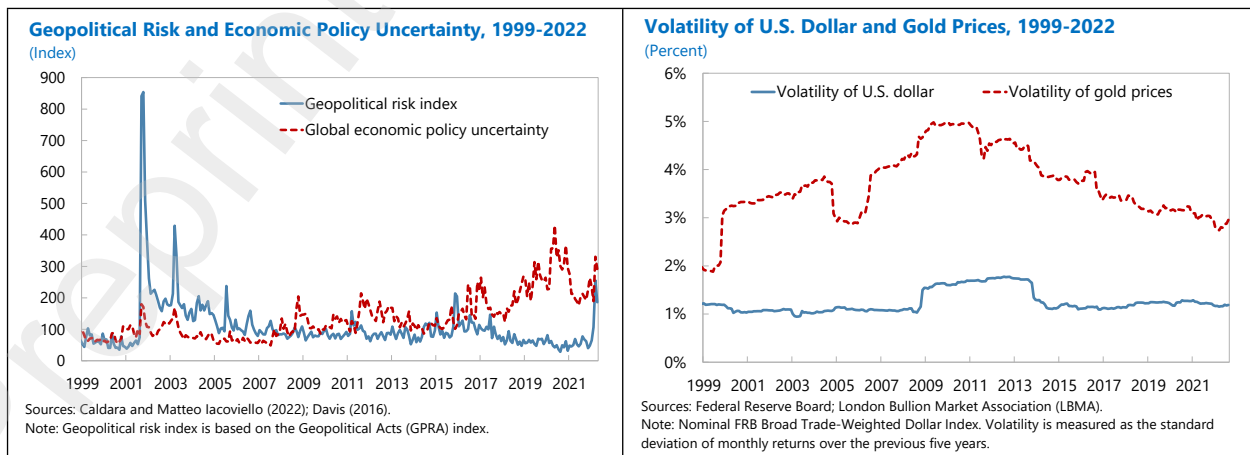 Geopolitical Risk and Economic Policy Uncertainty, 1999-2022
(Index)
900
800
700
600
500
400
300
200
100
0
Geopolitical risk index
Global economic policy uncertainty
1999 2001 2003 2005 2007 2009 2011 2013 2015 2017 2019 2021
Sources: Caldara and Matteo Iacoviello (2022); Davis (2016).
Note: Geopolitical risk index is based on the Geopolitical Acts (GPRA) index.
Volatility of U.S. Dollar and Gold Prices, 1999-2022
(Percent)
6%
5%
4%
3%
2%
1%
0%
Volatility of U.S. dollar
Volatility of gold prices
1999 2001 2003 2005 2007 2009 2011 2013 2015 2017 2019 2021
Sources: Federal Reserve Board; London Bullion Market Association (LBMA).
Note: Nominal FRB Broad Trade-Weighted Dollar Index. Volatility is measured as the standard
deviation of monthly returns over the previous five years.
Preprint